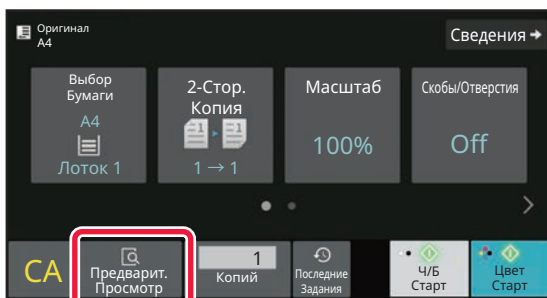 Оригинал
A4
Сведения
Выбор
Бумаги
A4
Лоток 1
2-Стор.
Копия
1 → 1
Масштаб
100%
Скобы/Отверстия
Off
CA
Предварит.
Просмотр
1
Копий
Последние
Задания
Ч/Б
Старт
Цвет
Старт